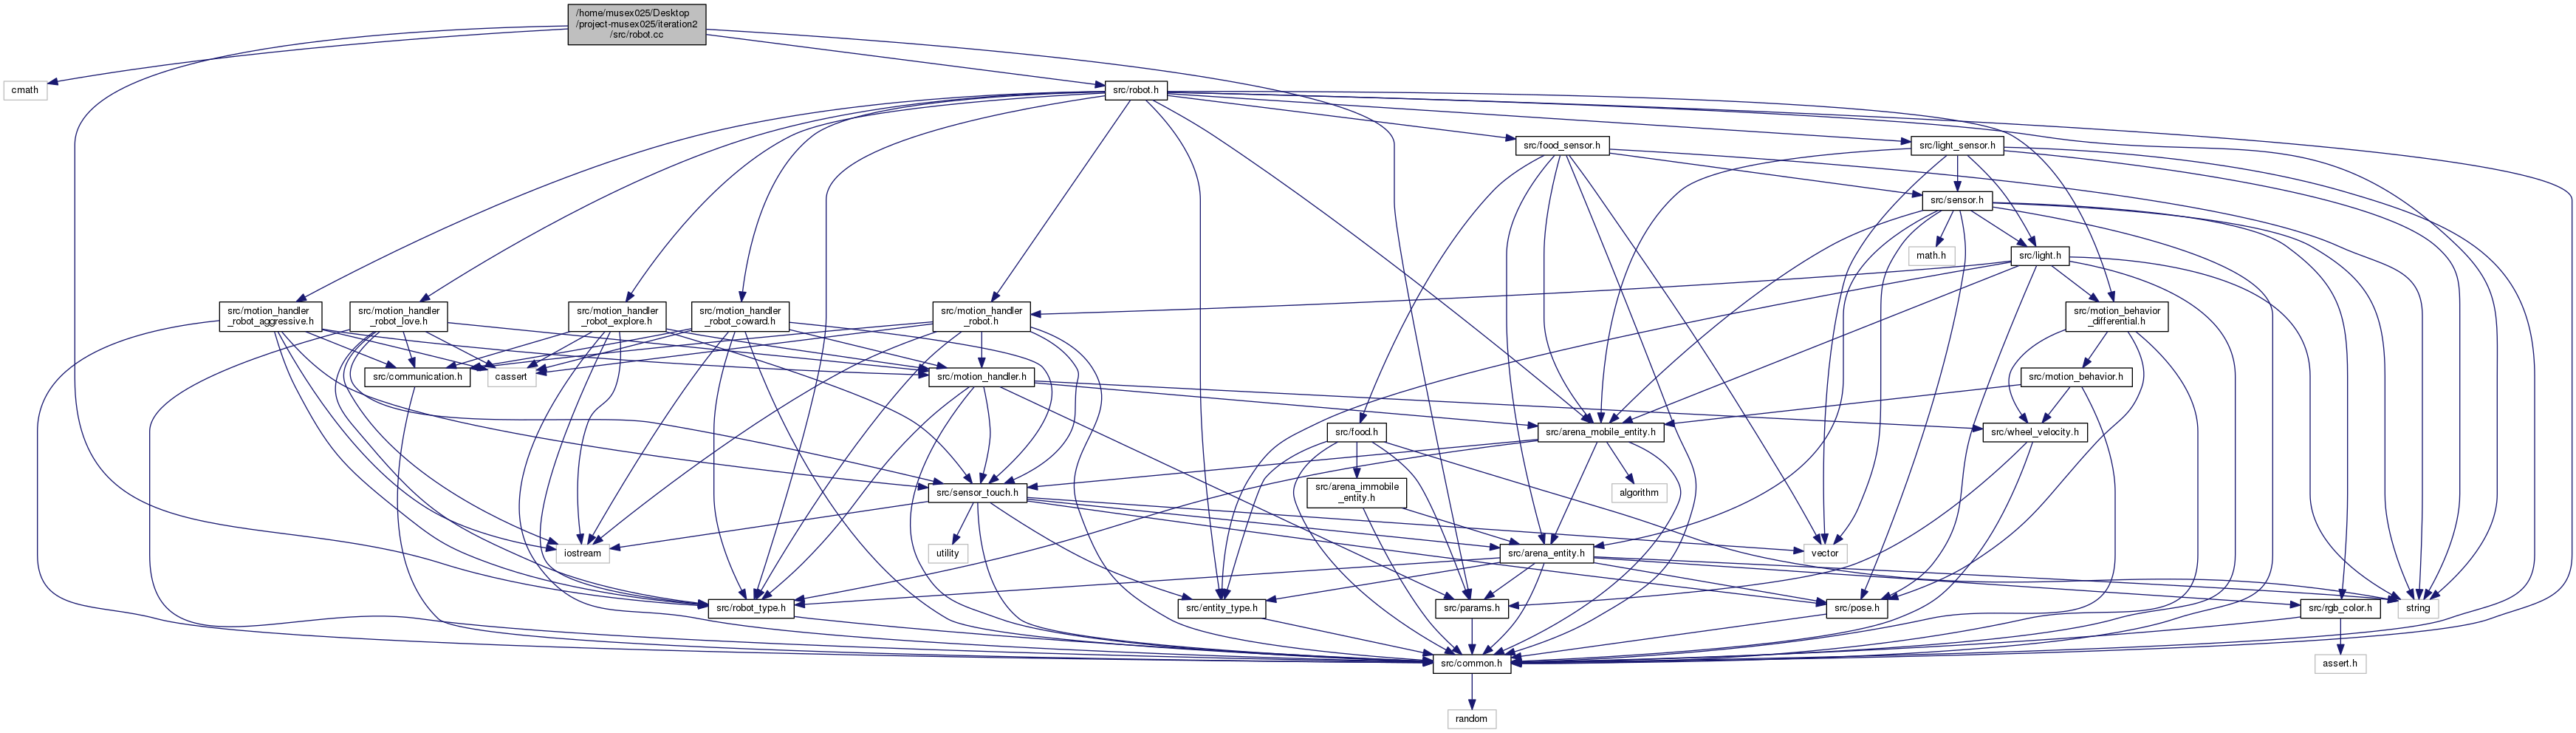 /home/musex025/Desktop
/project-musex025/iteration2
/src/robot.cc
cmath
src/robot.h
src/food_sensor.h
src/light_sensor.h
src/sensor.h
math.h
src/light.h
src/motion_handler
_robot_aggressive.h
src/motion_handler
_robot_love.h
src/motion_handler
_robot_explore.h
src/motion_handler
_robot_coward.h
src/motion_handler
_robot.h
src/motion_behavior
_differential.h
src/communication.h
cassert
src/motion_handler.h
src/motion_behavior.h
src/food.h
src/arena_mobile_entity.h
src/wheel_velocity.h
src/sensor_touch.h
src/arena_immobile
_entity.h
algorithm
iostream
utility
src/arena_entity.h
vector
src/robot_type.h
src/entity_type.h
src/params.h
src/pose.h
src/rgb_color.h
string
src/common.h
assert.h
random